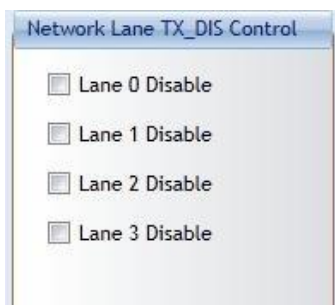 Network Lane TX_DIS Control
Lane 0 Disable
Lane 1 Disable
Lane 2 Disable
Lane 3 Disable